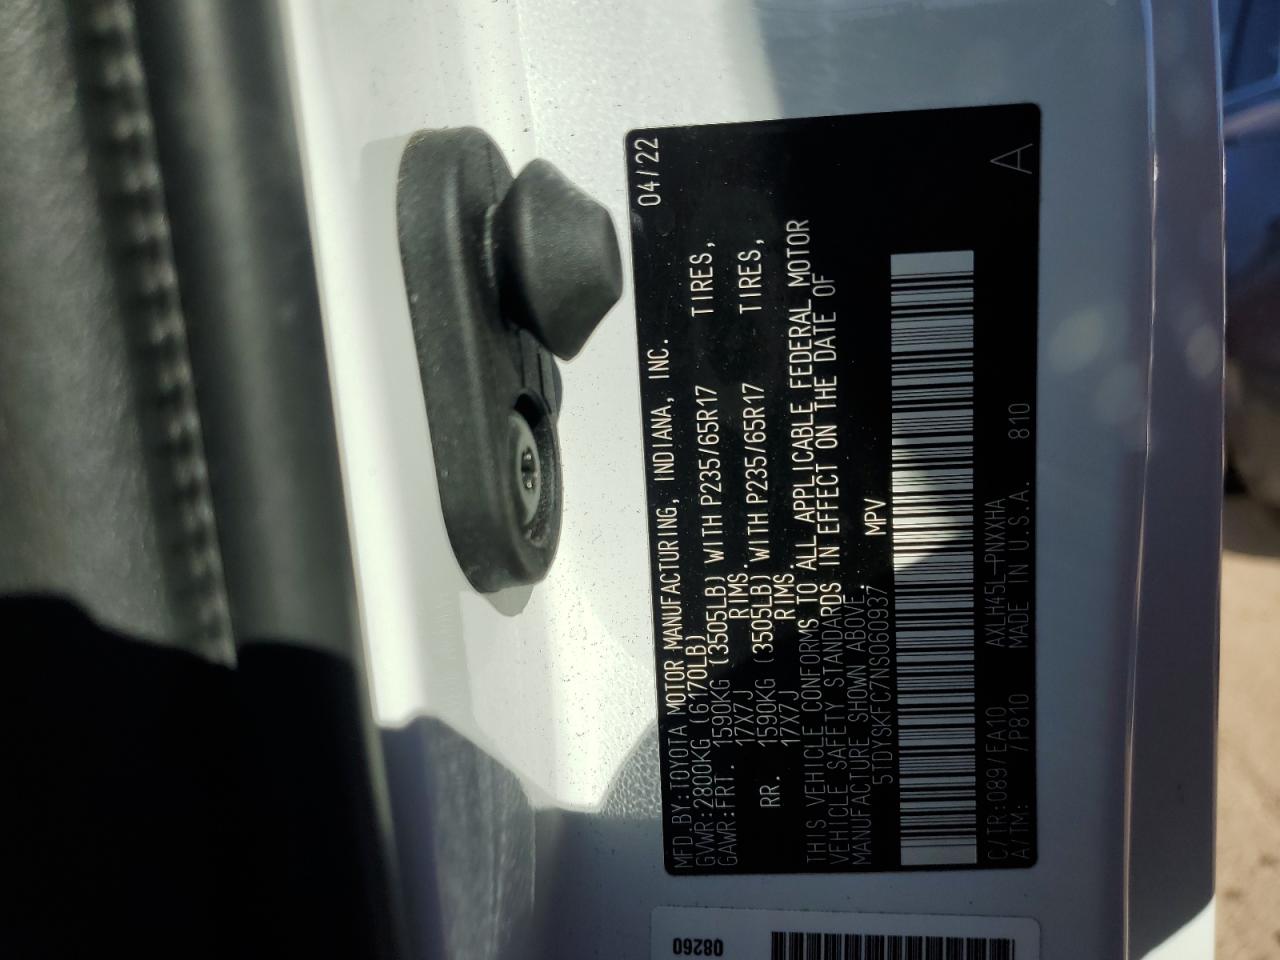 MFD.BY:TOYOTA MOTOR MANUFACTURING, INDIANA, INC. 04/22
GVWR:2800KG (6170LB)
GAWR:FRT. 1590KG (3505LB) WITH P235/65R17 TIRES,
17X7J RIMS.
RR. 1590KG (3505LB) WITH P235/65R17 TIRES,
17X7J RIMS.
THIS VEHICLE CONFORMS TO ALL APPLICABLE FEDERAL MOTOR
VEHICLE SAFETY STANDARDS IN EFFECT ON THE DATE OF
MANUFACTURE SHOWN ABOVE.
5TDYSKFC7NS060937 MPV
C/TR:089/EA10 AXLH45L-PNXXHA
A/TM: /P810 MADE IN U.S.A. 810
A
08260